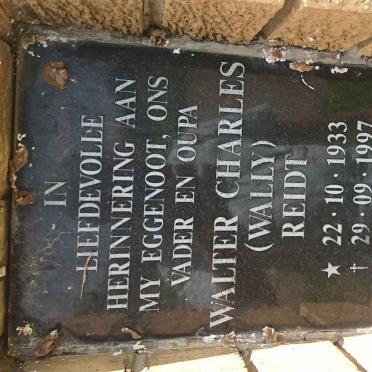 IN
LIEFDEVOLLE
HERINNERING AAN
MY EGGENOOT, ONS
VADER EN OUPA
WALTER CHARLES
(WALLY)
REIDT
★ 22·10·1933
† 29·09·1997